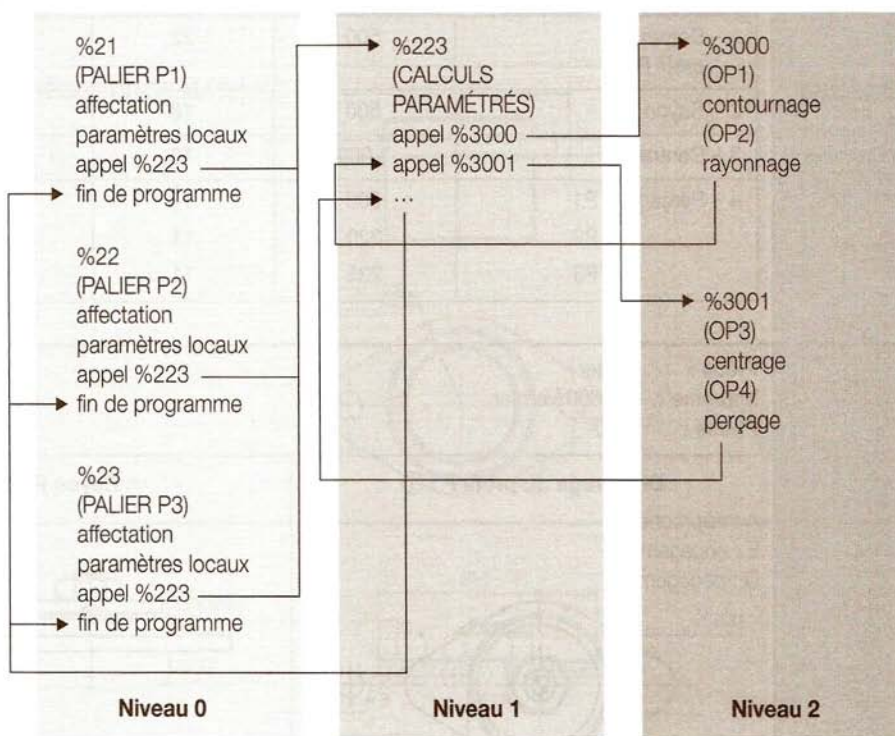 %21
(PALIER P1)
affectation
paramètres locaux
appel %223
fin de programme
%22
(PALIER P2)
affectation
paramètres locaux
appel %223
fin de programme
%23
(PALIER P3)
affectation
paramètres locaux
appel %223
fin de programme
Niveau 0
%223
(CALCULS
PARAMÉTRÉS)
appel %3000
appel %3001
...
Niveau 1
%3000
(OP1)
contournage
(OP2)
rayonnage
%3001
(OP3)
centrage
(OP4)
perçage
Niveau 2